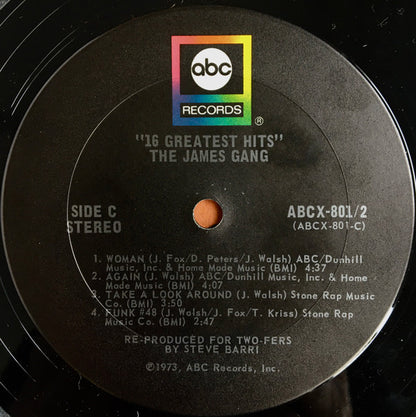 abc
RECORDS
®
"16 GREATEST HITS"
THE JAMES GANG
SIDE C
STEREO
ABCX-801/2
(ABCX-801-C)
1. WOMAN (J. Fox/D. Peters/J. Walsh) ABC/Dunhill
Music, Inc. & Home Made Music (BMI) 4:37
2. AGAIN (J. Walsh) ABC/Dunhill Music, Inc. & Home
Made Music (BMI) 4:07
3. TAKE A LOOK AROUND (J. Walsh) Stone Rap Music
Co. (BMI) 3:50
4. FUNK #48 (J. Walsh/J. Fox/T. Kriss) Stone Rap
Music Co. (BMI) 2:47
RE-PRODUCED FOR TWO-FERS
BY STEVE BARRI
©1973, ABC Records, Inc.